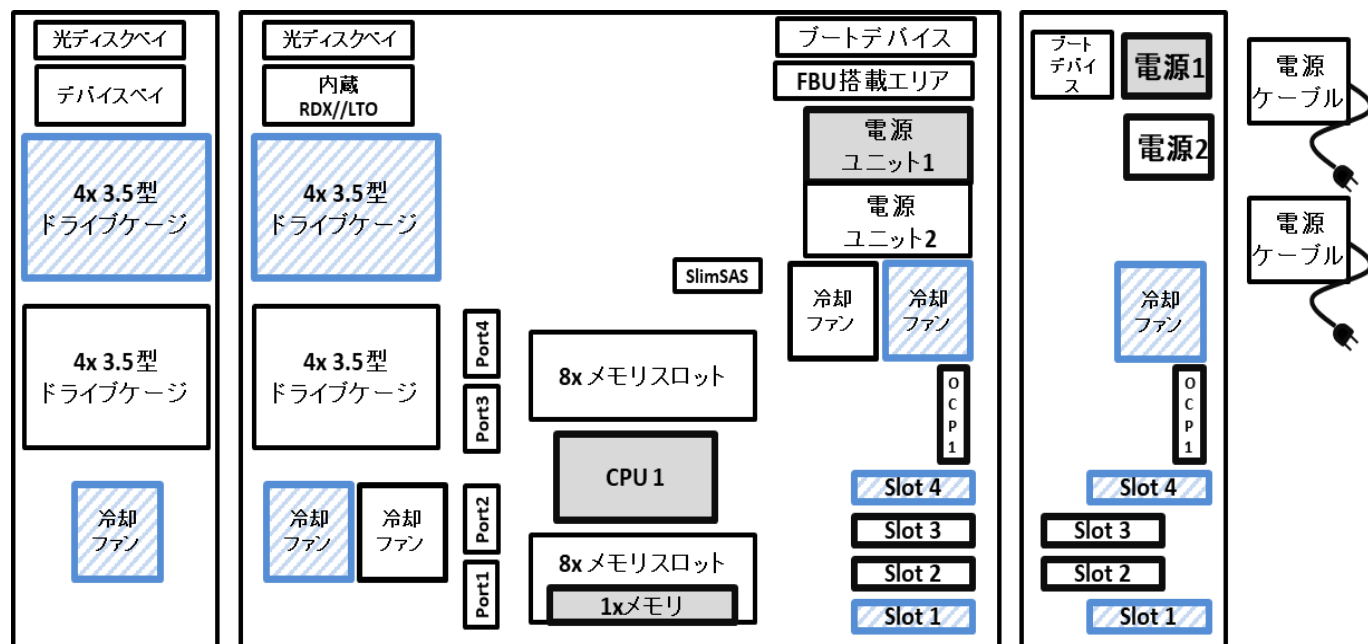 光ディスクベイ
デバイスベイ
4x 3.5型
ドライブケージ
4x 3.5型
ドライブケージ
冷却
ファン
光ディスクベイ
内蔵
RDX//LTO
4x 3.5型
ドライブケージ
4x 3.5型
ドライブケージ
冷却
ファン
冷却
ファン
Port4
Port3
Port2
Port1
SlimSAS
8xメモリスロット
CPU 1
8xメモリスロット
1xメモリ
ブートデバイス
FBU搭載エリア
電源
ユニット1
電源
ユニット2
冷却
ファン
冷却
ファン
O
C
P
1
Slot 4
Slot 3
Slot 2
Slot 1
ブート
デバイ
ス
電源1
電源2
冷却
ファン
O
C
P
1
Slot 4
Slot 3
Slot 2
Slot 1
電源
ケーブル
電源
ケーブル